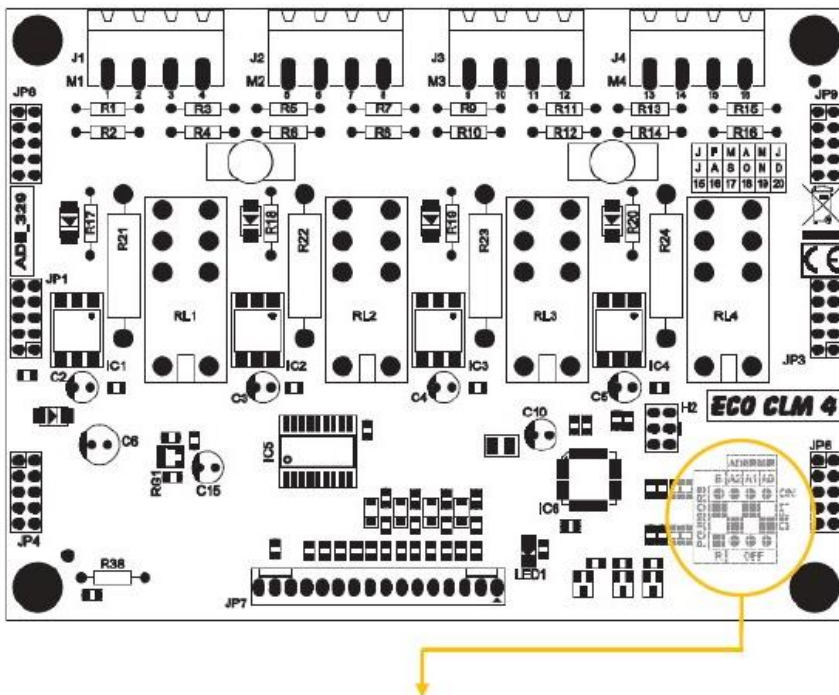 J1 J2 J3 J4
M1 M2 M3 M4
1 2 3 4 5 6 7 8 9 10 11 12 13 14 15 16
JP8 JP9
R1 R3 R5 R7 R9 R11 R13 R15
R2 R4 R6 R8 R10 R12 R14 R16
J F M A M J
J A S O N D
15 16 17 18 19 20
ADE_329
R17 R18 R19 R20
R21 R22 R23 R24
CE
JP1
RL1 RL2 RL3 RL4
IC1 IC2 IC3 IC4 JP3
C2 C3 C4 C5
ECO CLM 4
H2
C6 C10
IC5
RG1 C15 IC6
B A2 A1 A0
ON
R OFF
JP4
R38
LED1
JP7